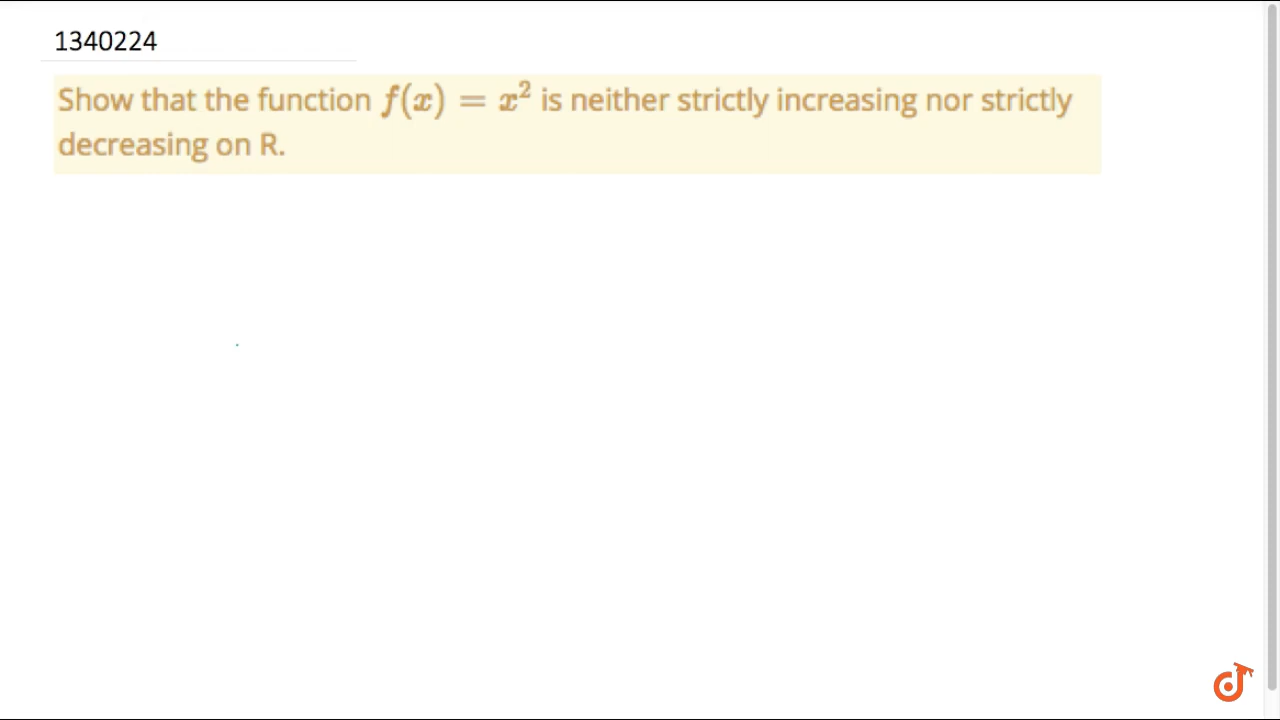 1340224
Show that the function f(x) = x² is neither strictly increasing nor strictly
decreasing on R.